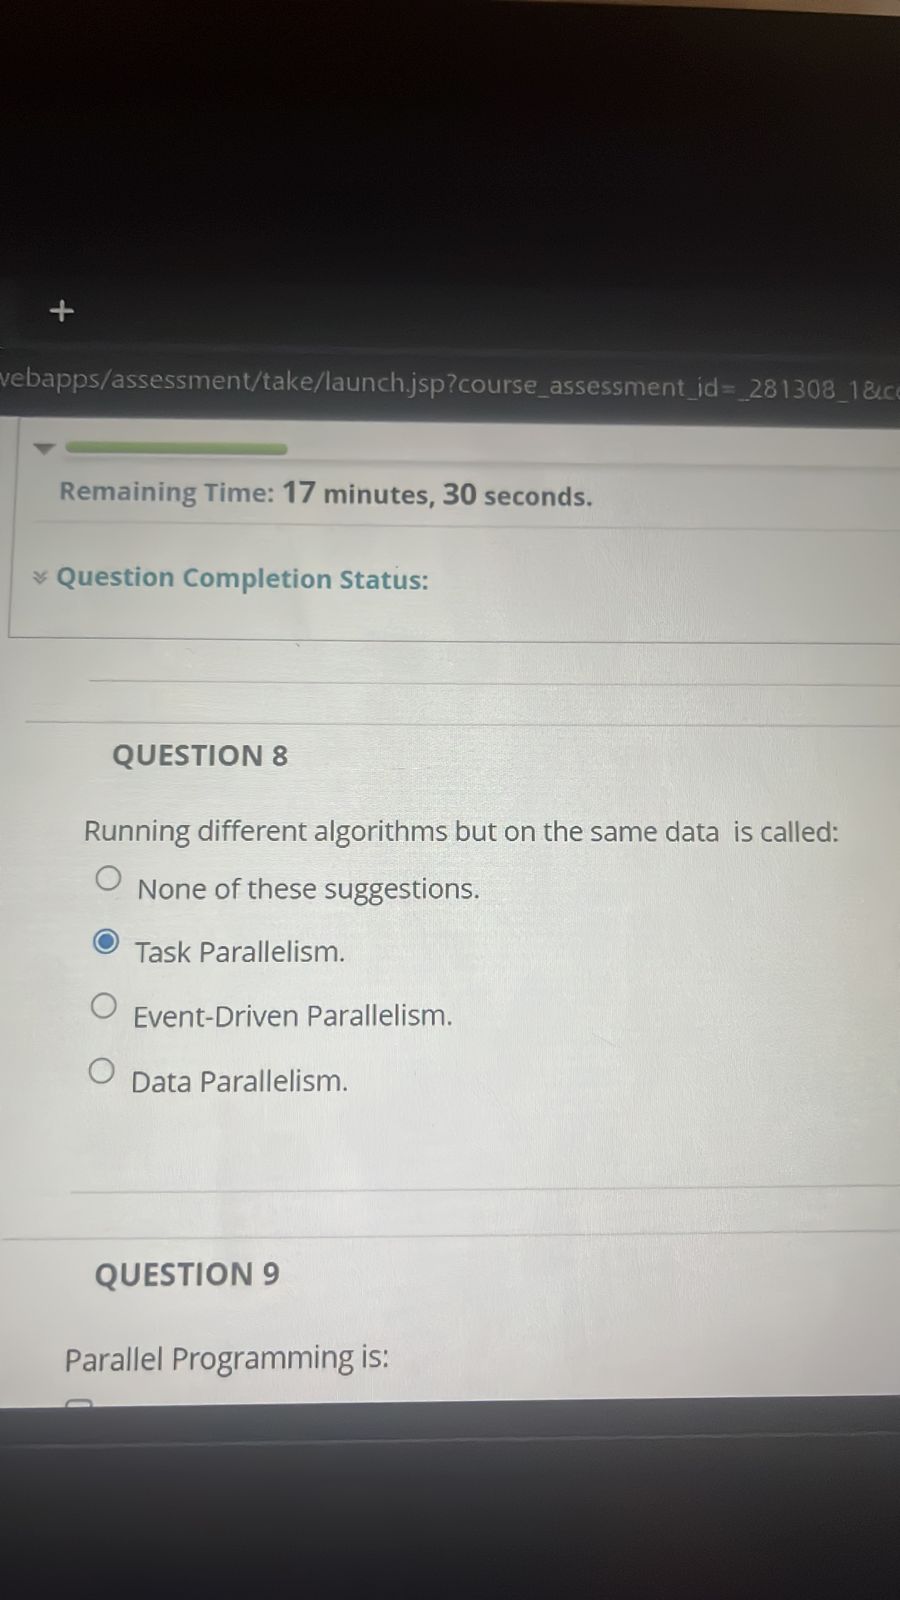 +
webapps/assessment/take/launch.jsp?course_assessment_id=_281308_1&c
Remaining Time: 17 minutes, 30 seconds.
Question Completion Status:
QUESTION 8
Running different algorithms but on the same data is called:
None of these suggestions.
Task Parallelism.
Event-Driven Parallelism.
Data Parallelism.
QUESTION 9
Parallel Programming is: